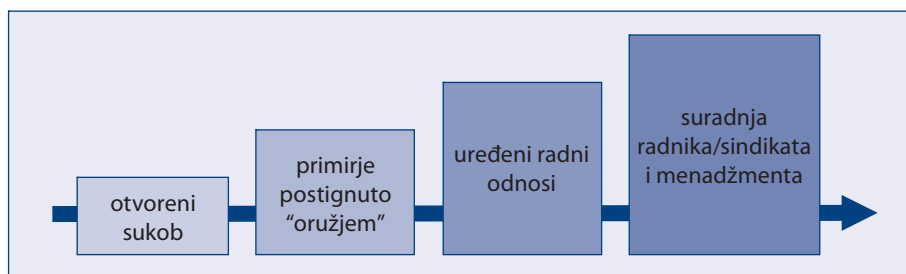 otvoreni
sukob
primirje
postignuto
“oružjem”
uređeni radni
odnosi
suradnja
radnika/sindikata
i menadžmenta